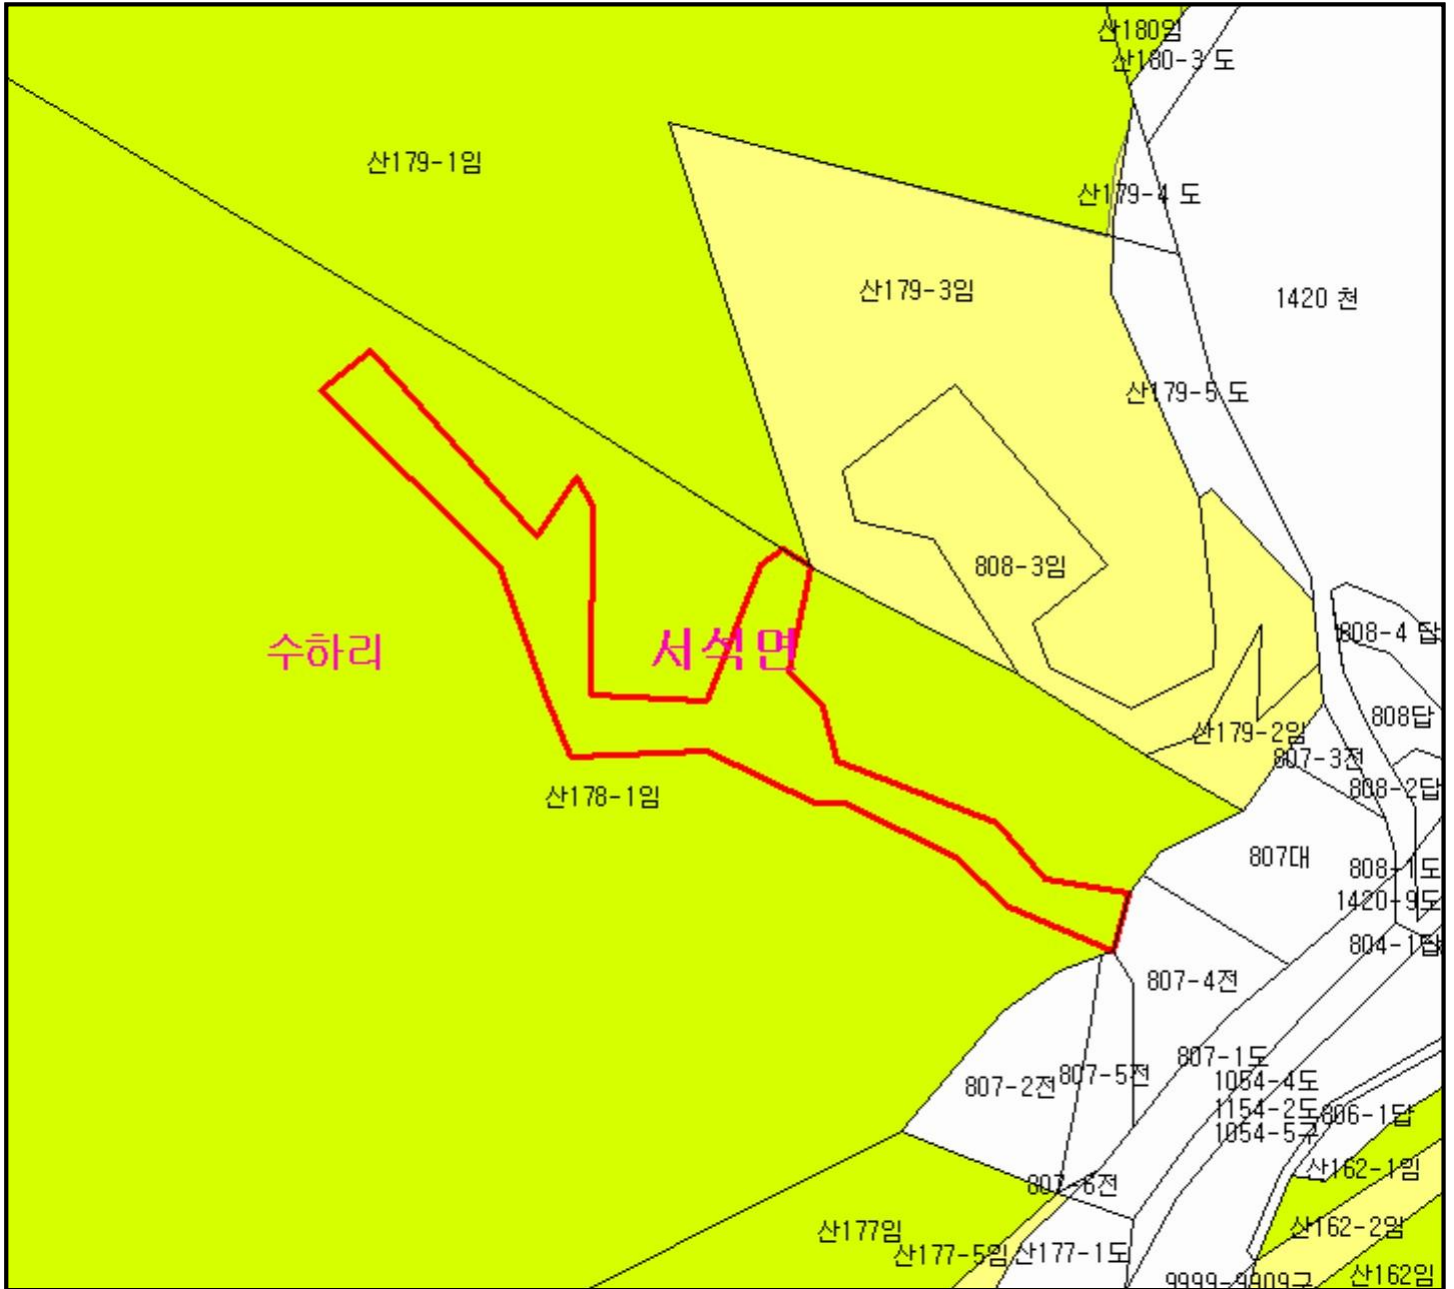 산180임
산180-3 도
산179-1임
산179-4 도
산179-3임
1420 천
산179-5 도
808-3임
808-4 답
수하리
서석면
808답
산179-2임
807-3전
808-2답
산178-1임
807대
808-1도
1420-9도
804-1답
807-4전
807-1도
807-5전
807-2전
1054-4도
1154-2도
806-1답
1054-5구
산162-1임
807-6전
산162-2임
산177임
산177-5임
산177-1도
산162임
9999-9909구